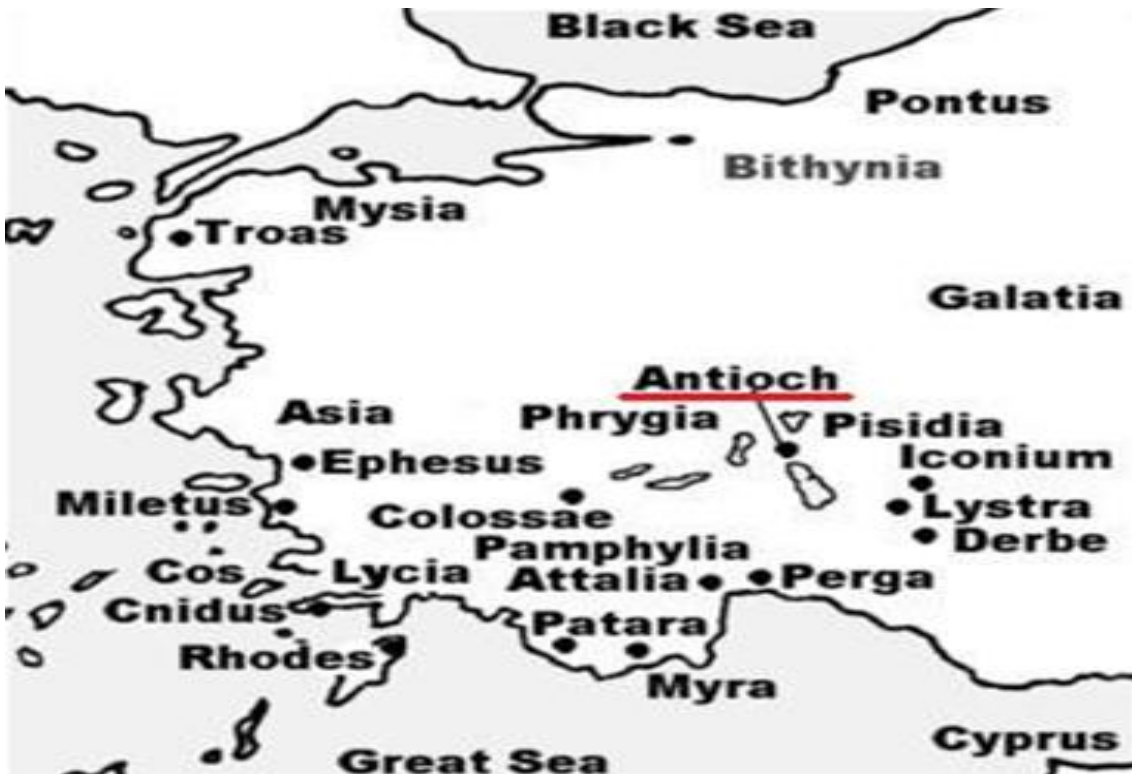 Black Sea
Pontus
Bithynia
Mysia
Troas
Galatia
Antioch
Asia
Phrygia
Pisidia
Ephesus
Iconium
Miletus
Colossae
Lystra
Pamphylia
Derbe
Cos
Lycia
Attalia
Perga
Cnidus
Patara
Rhodes
Myra
Cyprus
Great Sea